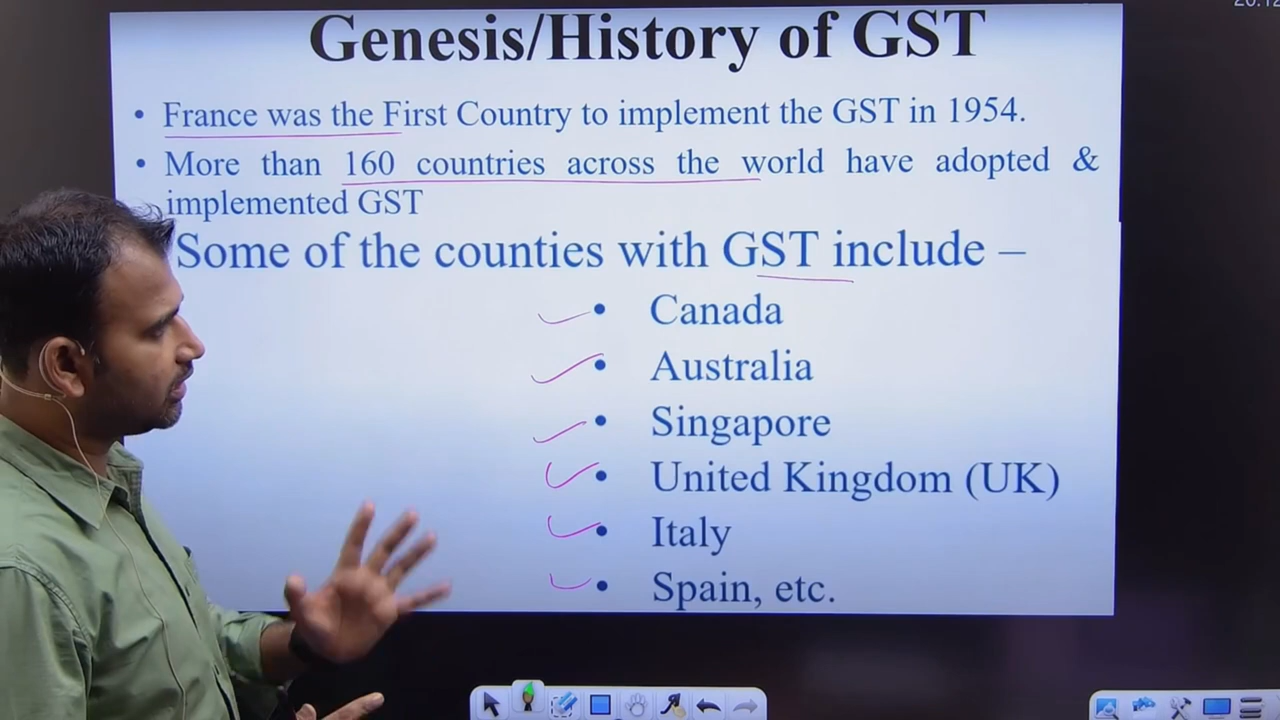 Genesis/History of GST
• France was the First Country to implement the GST in 1954.
• More than 160 countries across the world have adopted &
implemented GST
Some of the counties with GST include –
• Canada
• Australia
• Singapore
• United Kingdom (UK)
• Italy
• Spain, etc.